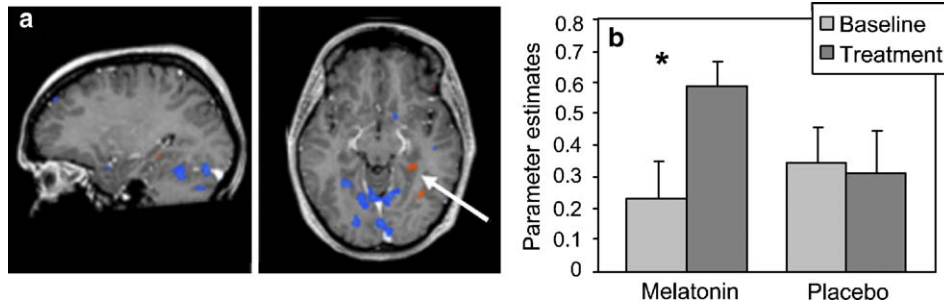 a
b
Baseline
Treatment
*
Parameter estimates
0.8
0.7
0.6
0.5
0.4
0.3
0.2
0.1
0
Melatonin
Placebo